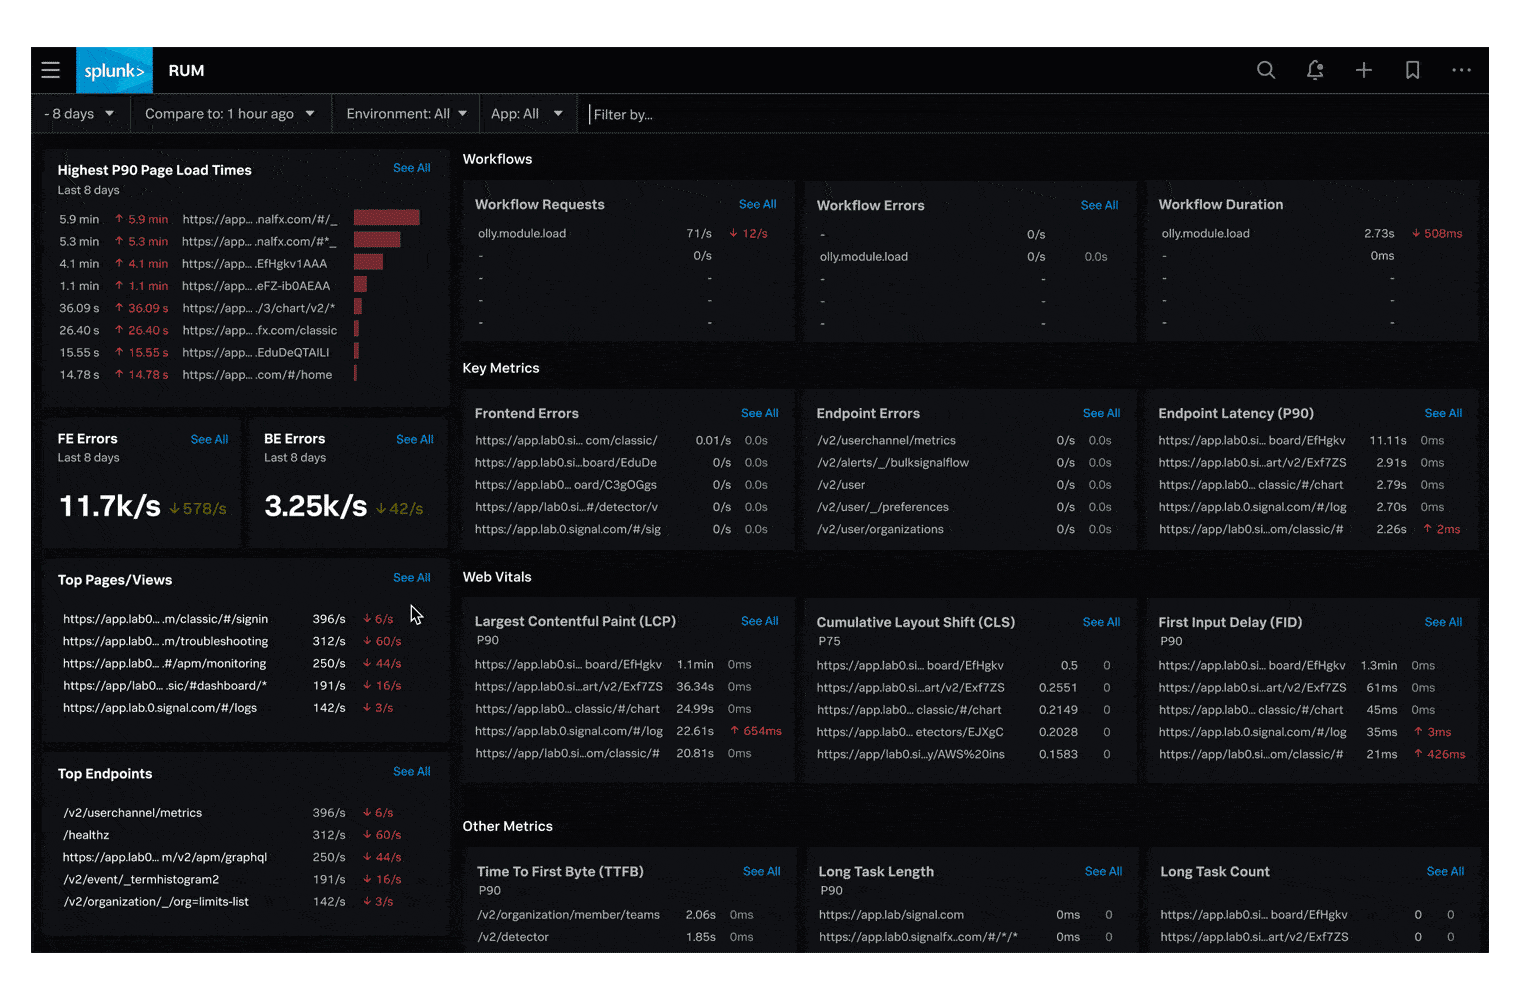 splunk> RUM
- 8 days Compare to: 1 hour ago Environment: All App: All Filter by...
Highest P90 Page Load Times See All
Last 8 days
5.9 min ↑ 5.9 min https://app... .nalfx.com/#/_
5.3 min ↑ 5.3 min https://app... .nalfx.com/#*_
4.1 min ↑ 4.1 min https://app... .EfHgkv1AAA
1.1 min ↑ 1.1 min https://app... .eFZ-ib0AEAA
36.09 s ↑ 36.09 s https://app... ./3/chart/v2/*
26.40 s ↑ 26.40 s https://app... .fx.com/classic
15.55 s ↑ 15.55 s https://app... .EduDeQTAILI
14.78 s ↑ 14.78 s https://app... .com/#/home
FE Errors See All
Last 8 days
11.7k/s ↓578/s
BE Errors See All
Last 8 days
3.25k/s ↓42/s
Top Pages/Views See All
https://app.lab0... .m/classic/#/signin 396/s ↓ 6/s
https://app.lab0... .m/troubleshooting 312/s ↓ 60/s
https://app.lab0... .#/apm/monitoring 250/s ↓ 44/s
https://app/lab0... .sic/#dashboard/* 191/s ↓ 16/s
https://app.lab.0.signal.com/#/logs 142/s ↓ 3/s
Top Endpoints See All
/v2/userchannel/metrics 396/s ↓ 6/s
/healthz 312/s ↓ 60/s
https://app.lab0... m/v2/apm/graphql 250/s ↓ 44/s
/v2/event/_termhistogram2 191/s ↓ 16/s
/v2/organization/_/org=limits-list 142/s ↓ 3/s
Workflows
Workflow Requests See All
olly.module.load 71/s ↓ 12/s
- 0/s
- -
- -
- -
Workflow Errors See All
- 0/s
olly.module.load 0/s 0.0s
- -
- -
- -
Workflow Duration
olly.module.load 2.73s ↓ 508ms
- 0ms
- -
- -
- -
Key Metrics
Frontend Errors See All
https://app.lab0.si... com/classic/ 0.01/s 0.0s
https://app.lab0.si...board/EduDe 0/s 0.0s
https://app.lab0... oard/C3gOGgs 0/s 0.0s
https://app/lab0.si...#/detector/v 0/s 0.0s
https://app.lab.0.signal.com/#/sig 0/s 0.0s
Endpoint Errors See All
/v2/userchannel/metrics 0/s 0.0s
/v2/alerts/_/bulksignalflow 0/s 0.0s
/v2/user 0/s 0.0s
/v2/user/_/preferences 0/s 0.0s
/v2/user/organizations 0/s 0.0s
Endpoint Latency (P90) See All
https://app.lab0.si... board/EfHgkv 11.11s 0ms
https://app.lab0.si...art/v2/Exf7ZS 2.91s 0ms
https://app.lab0... classic/#/chart 2.79s 0ms
https://app.lab.0.signal.com/#/log 2.70s 0ms
https://app/lab0.si...om/classic/# 2.26s ↑ 2ms
Web Vitals
Largest Contentful Paint (LCP) See All
P90
https://app.lab0.si... board/EfHgkv 1.1min 0ms
https://app.lab0.si...art/v2/Exf7ZS 36.34s 0ms
https://app.lab0... classic/#/chart 24.99s 0ms
https://app.lab.0.signal.com/#/log 22.61s ↑ 654ms
https://app/lab0.si...om/classic/# 20.81s 0ms
Cumulative Layout Shift (CLS) See All
P75
https://app.lab0.si... board/EfHgkv 0.5 0
https://app.lab0.si...art/v2/Exf7ZS 0.2551 0
https://app.lab0... classic/#/chart 0.2149 0
https://app.lab0... etectors/EJXgC 0.2028 0
https://app/lab0.si...y/AWS%20ins 0.1583 0
First Input Delay (FID) See All
P90
https://app.lab0.si... board/EfHgkv 1.3min 0ms
https://app.lab0.si...art/v2/Exf7ZS 61ms 0ms
https://app.lab0... classic/#/chart 45ms 0ms
https://app.lab.0.signal.com/#/log 35ms ↑ 3ms
https://app/lab0.si...om/classic/# 21ms ↑ 426ms
Other Metrics
Time To First Byte (TTFB) See All
P90
/v2/organization/member/teams 2.06s 0ms
/v2/detector 1.85s 0ms
Long Task Length See All
P90
https://app.lab/signal.com 0ms 0
https://app.lab0.signalfx..com/#/*/* 0ms 0
Long Task Count See All
https://app.lab0.si... board/EfHgkv 0 0
https://app.lab0.si...art/v2/Exf7ZS 0 0